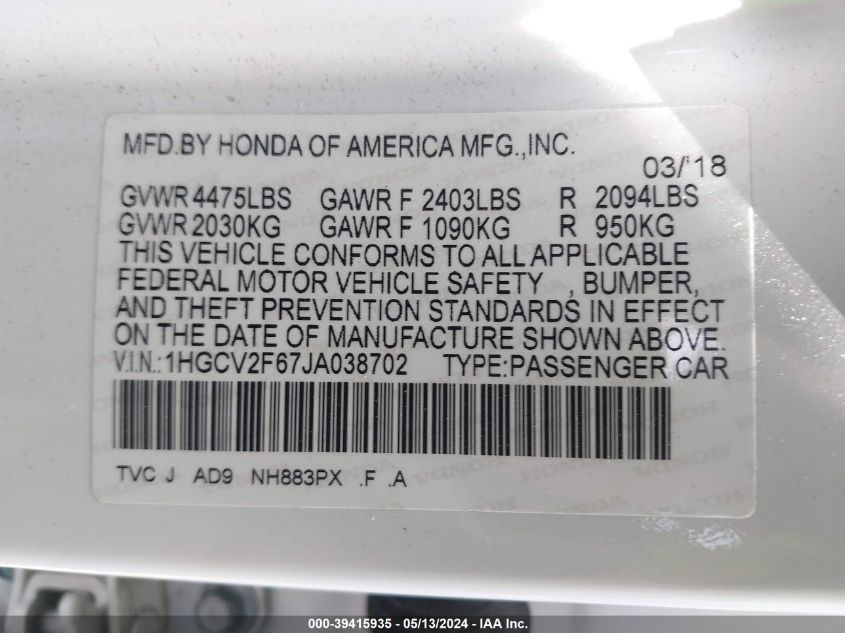 MFD.BY HONDA OF AMERICA MFG.,INC.
03/'18
GVWR 4475LBS GAWR F 2403LBS R 2094LBS
GVWR 2030KG GAWR F 1090KG R 950KG
THIS VEHICLE CONFORMS TO ALL APPLICABLE
FEDERAL MOTOR VEHICLE SAFETY , BUMPER,
AND THEFT PREVENTION STANDARDS IN EFFECT
ON THE DATE OF MANUFACTURE SHOWN ABOVE.
V.I.N.:1HGCV2F67JA038702 TYPE:PASSENGER CAR
TVC J AD9 NH883PX .F .A
000-39415935 - 05/13/2024 - IAA Inc.